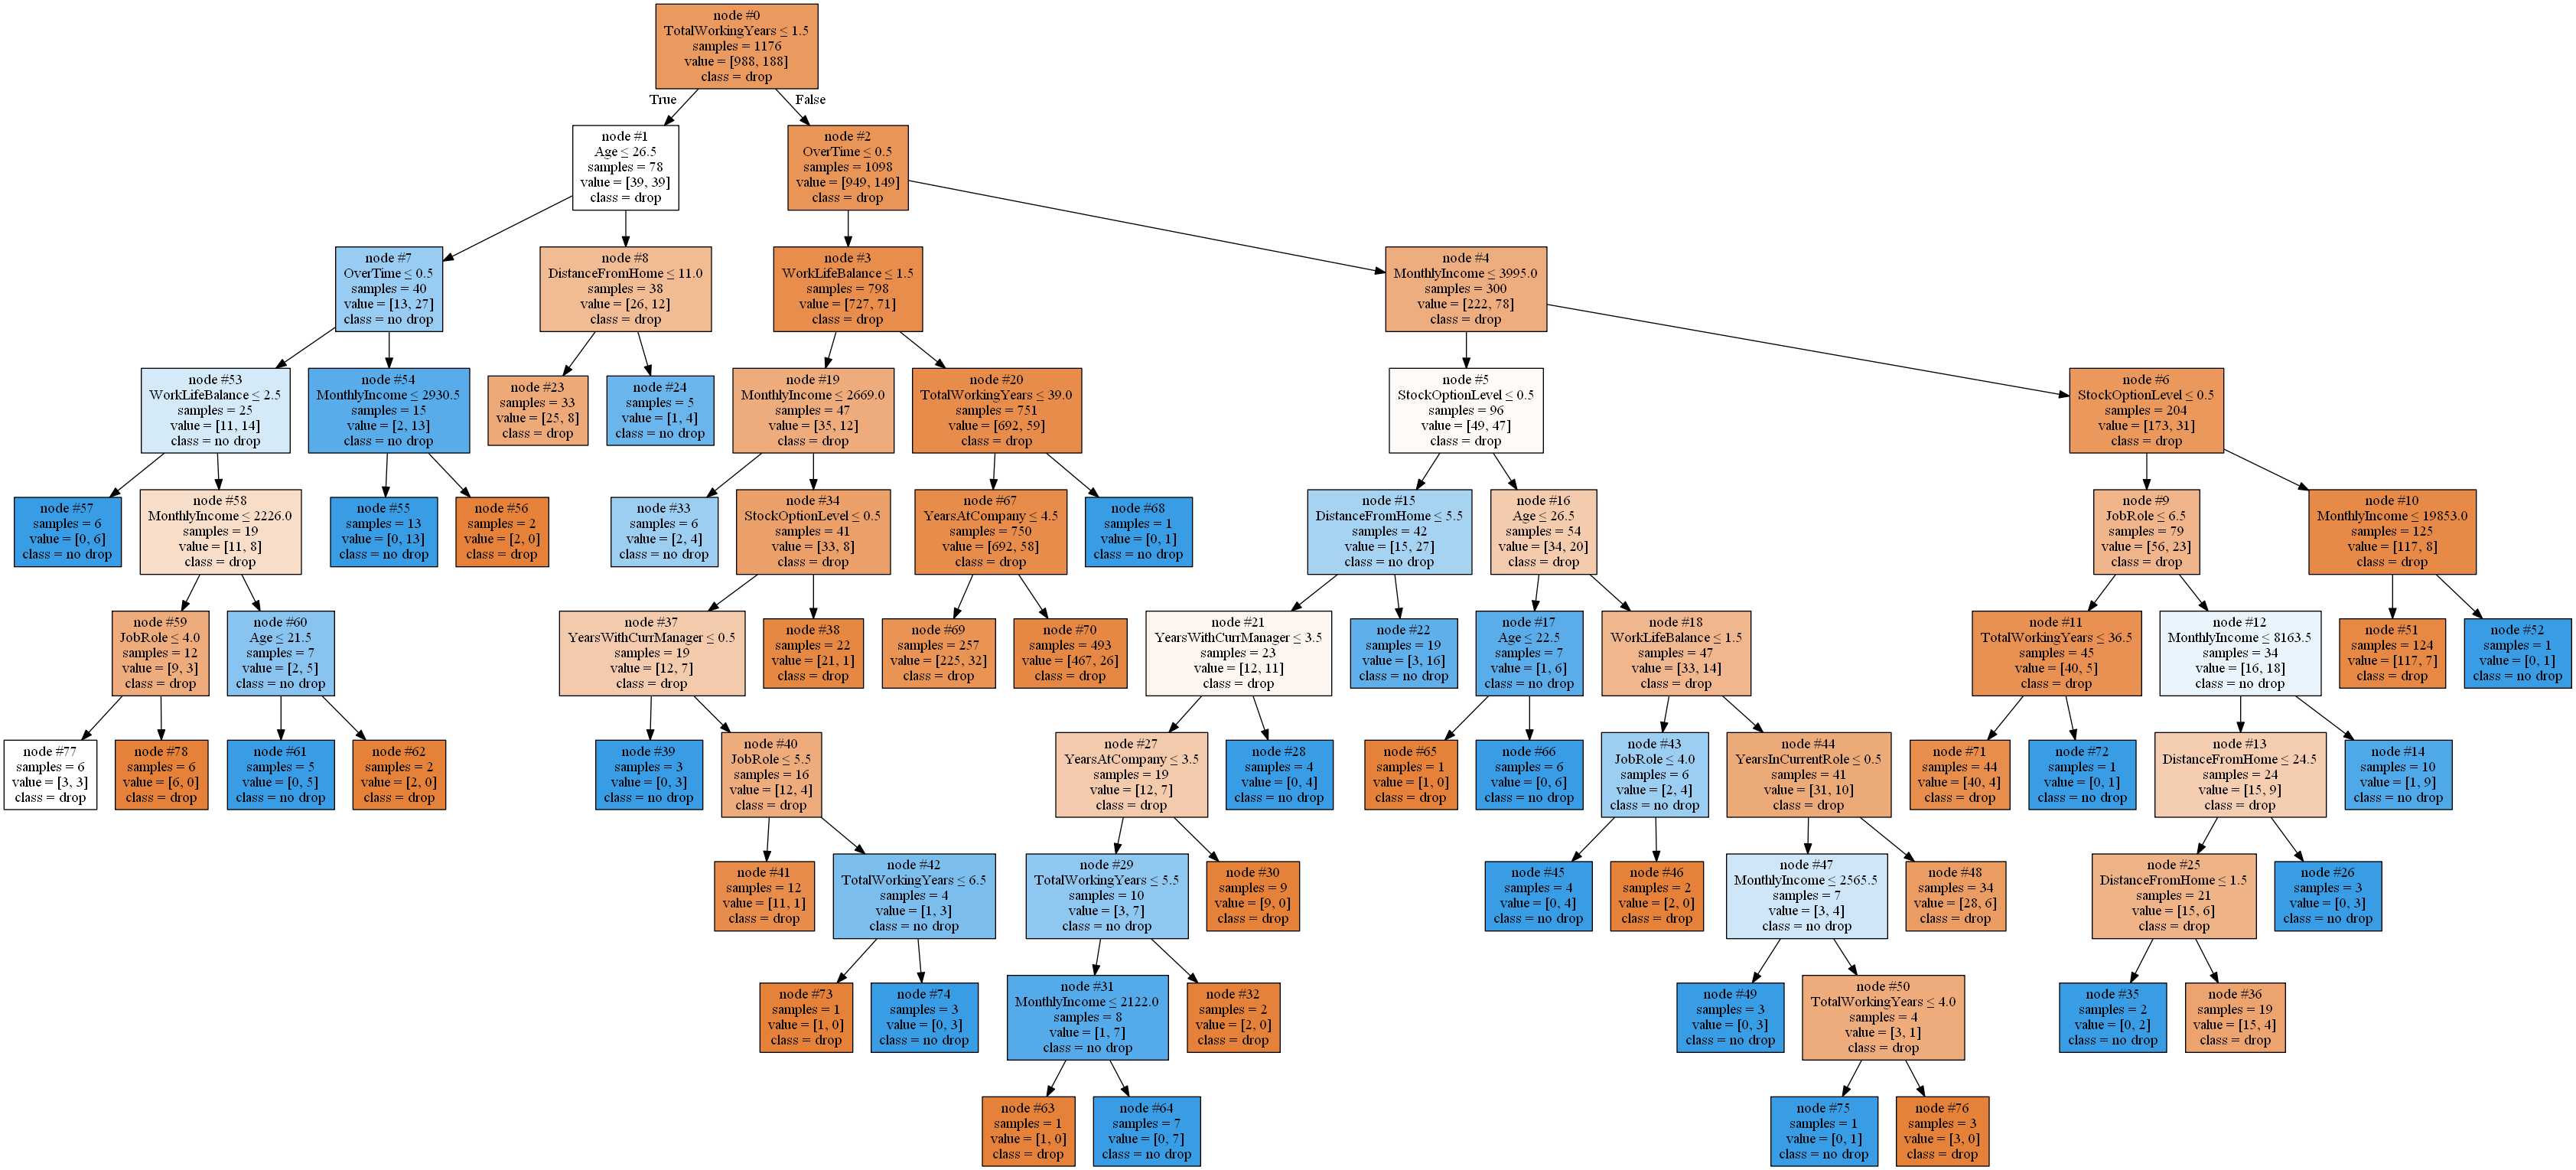 node #0
TotalWorkingYears ≤ 1.5
samples = 1176
value = [988, 188]
class = drop
True
False
node #1
Age ≤ 26.5
samples = 78
value = [39, 39]
class = drop
node #2
OverTime ≤ 0.5
samples = 1098
value = [949, 149]
class = drop
node #7
OverTime ≤ 0.5
samples = 40
value = [13, 27]
class = no drop
node #8
DistanceFromHome ≤ 11.0
samples = 38
value = [26, 12]
class = drop
node #3
WorkLifeBalance ≤ 1.5
samples = 798
value = [727, 71]
class = drop
node #4
MonthlyIncome ≤ 3995.0
samples = 300
value = [222, 78]
class = drop
node #53
WorkLifeBalance ≤ 2.5
samples = 25
value = [11, 14]
class = no drop
node #54
MonthlyIncome ≤ 2930.5
samples = 15
value = [2, 13]
class = no drop
node #23
samples = 33
value = [25, 8]
class = drop
node #24
samples = 5
value = [1, 4]
class = no drop
node #19
MonthlyIncome ≤ 2669.0
samples = 47
value = [35, 12]
class = drop
node #20
TotalWorkingYears ≤ 39.0
samples = 751
value = [692, 59]
class = drop
node #5
StockOptionLevel ≤ 0.5
samples = 96
value = [49, 47]
class = drop
node #6
StockOptionLevel ≤ 0.5
samples = 204
value = [173, 31]
class = drop
node #57
samples = 6
value = [0, 6]
class = no drop
node #58
MonthlyIncome ≤ 2226.0
samples = 19
value = [11, 8]
class = drop
node #55
samples = 13
value = [0, 13]
class = no drop
node #56
samples = 2
value = [2, 0]
class = drop
node #33
samples = 6
value = [2, 4]
class = no drop
node #34
StockOptionLevel ≤ 0.5
samples = 41
value = [33, 8]
class = drop
node #67
YearsAtCompany ≤ 4.5
samples = 750
value = [692, 58]
class = drop
node #68
samples = 1
value = [0, 1]
class = no drop
node #15
DistanceFromHome ≤ 5.5
samples = 42
value = [15, 27]
class = no drop
node #16
Age ≤ 26.5
samples = 54
value = [34, 20]
class = drop
node #9
JobRole ≤ 6.5
samples = 79
value = [56, 23]
class = drop
node #10
MonthlyIncome ≤ 19853.0
samples = 125
value = [117, 8]
class = drop
node #59
JobRole ≤ 4.0
samples = 12
value = [9, 3]
class = drop
node #60
Age ≤ 21.5
samples = 7
value = [2, 5]
class = no drop
node #37
YearsWithCurrManager ≤ 0.5
samples = 19
value = [12, 7]
class = drop
node #38
samples = 22
value = [21, 1]
class = drop
node #69
samples = 257
value = [225, 32]
class = drop
node #70
samples = 493
value = [467, 26]
class = drop
node #21
YearsWithCurrManager ≤ 3.5
samples = 23
value = [12, 11]
class = drop
node #22
samples = 19
value = [3, 16]
class = no drop
node #17
Age ≤ 22.5
samples = 7
value = [1, 6]
class = no drop
node #18
WorkLifeBalance ≤ 1.5
samples = 47
value = [33, 14]
class = drop
node #11
TotalWorkingYears ≤ 36.5
samples = 45
value = [40, 5]
class = drop
node #12
MonthlyIncome ≤ 8163.5
samples = 34
value = [16, 18]
class = no drop
node #51
samples = 124
value = [117, 7]
class = drop
node #52
samples = 1
value = [0, 1]
class = no drop
node #77
samples = 6
value = [3, 3]
class = drop
node #78
samples = 6
value = [6, 0]
class = drop
node #61
samples = 5
value = [0, 5]
class = no drop
node #62
samples = 2
value = [2, 0]
class = drop
node #39
samples = 3
value = [0, 3]
class = no drop
node #40
JobRole ≤ 5.5
samples = 16
value = [12, 4]
class = drop
node #27
YearsAtCompany ≤ 3.5
samples = 19
value = [12, 7]
class = drop
node #28
samples = 4
value = [0, 4]
class = no drop
node #65
samples = 1
value = [1, 0]
class = drop
node #66
samples = 6
value = [0, 6]
class = no drop
node #43
JobRole ≤ 4.0
samples = 6
value = [2, 4]
class = no drop
node #44
YearsInCurrentRole ≤ 0.5
samples = 41
value = [31, 10]
class = drop
node #71
samples = 44
value = [40, 4]
class = drop
node #72
samples = 1
value = [0, 1]
class = no drop
node #13
DistanceFromHome ≤ 24.5
samples = 24
value = [15, 9]
class = drop
node #14
samples = 10
value = [1, 9]
class = no drop
node #41
samples = 12
value = [11, 1]
class = drop
node #42
TotalWorkingYears ≤ 6.5
samples = 4
value = [1, 3]
class = no drop
node #29
TotalWorkingYears ≤ 5.5
samples = 10
value = [3, 7]
class = no drop
node #30
samples = 9
value = [9, 0]
class = drop
node #45
samples = 4
value = [0, 4]
class = no drop
node #46
samples = 2
value = [2, 0]
class = drop
node #47
MonthlyIncome ≤ 2565.5
samples = 7
value = [3, 4]
class = no drop
node #48
samples = 34
value = [28, 6]
class = drop
node #25
DistanceFromHome ≤ 1.5
samples = 21
value = [15, 6]
class = drop
node #26
samples = 3
value = [0, 3]
class = no drop
node #73
samples = 1
value = [1, 0]
class = drop
node #74
samples = 3
value = [0, 3]
class = no drop
node #31
MonthlyIncome ≤ 2122.0
samples = 8
value = [1, 7]
class = no drop
node #32
samples = 2
value = [2, 0]
class = drop
node #49
samples = 3
value = [0, 3]
class = no drop
node #50
TotalWorkingYears ≤ 4.0
samples = 4
value = [3, 1]
class = drop
node #35
samples = 2
value = [0, 2]
class = no drop
node #36
samples = 19
value = [15, 4]
class = drop
node #63
samples = 1
value = [1, 0]
class = drop
node #64
samples = 7
value = [0, 7]
class = no drop
node #75
samples = 1
value = [0, 1]
class = no drop
node #76
samples = 3
value = [3, 0]
class = drop